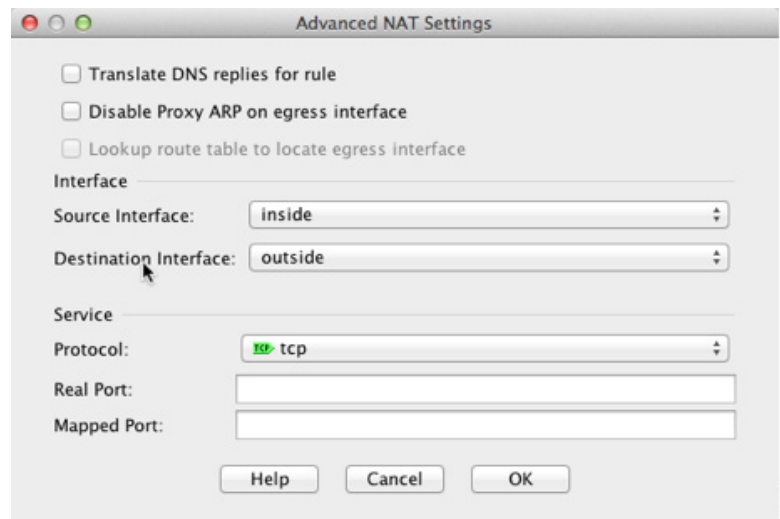 Advanced NAT Settings
Translate DNS replies for rule
Disable Proxy ARP on egress interface
Lookup route table to locate egress interface
Interface
Source Interface: inside
Destination Interface: outside
Service
Protocol: TCP tcp
Real Port:
Mapped Port:
Help Cancel OK